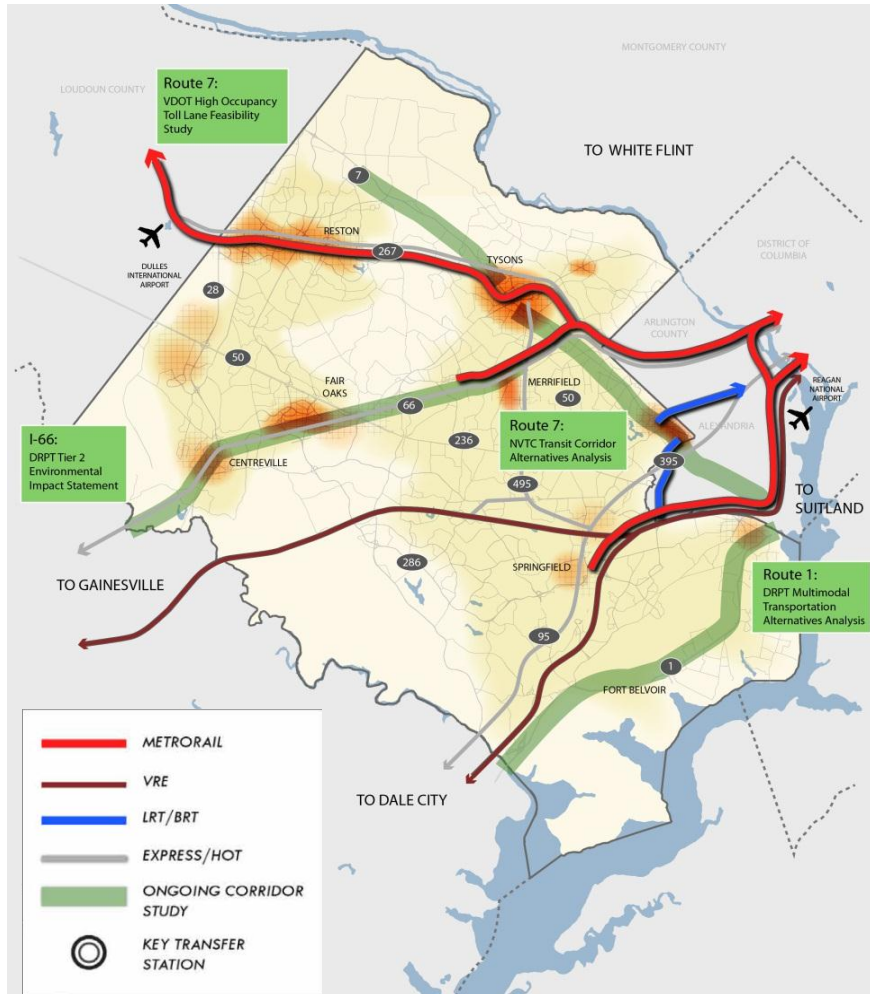 MONTGOMERY COUNTY
LOUDOUN COUNTY
Route 7:
VDOT High Occupancy
Toll Lane Feasibility
Study
TO WHITE FLINT
7
RESTON
267
TYSONS
DISTRICT OF
COLUMBIA
DULLES
INTERNATIONAL
AIRPORT
28
ARLINGTON
COUNTY
50
FAIR
OAKS
MERRIFIELD
50
REAGAN
NATIONAL
AIRPORT
66
ALEXANDRIA
I-66:
DRPT Tier 2
Environmental
Impact Statement
236
Route 7:
NVTC Transit Corridor
Alternatives Analysis
CENTREVILLE
395
495
TO
SUITLAND
TO GAINESVILLE
286
SPRINGFIELD
Route 1:
DRPT Multimodal
Transportation
Alternatives Analysis
95
1
FORT BELVOIR
TO DALE CITY
METRORAIL
VRE
LRT/BRT
EXPRESS/HOT
ONGOING CORRIDOR
STUDY
KEY TRANSFER
STATION